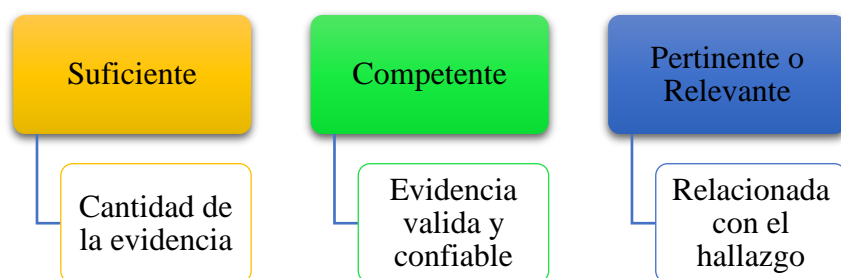 Suficiente
Cantidad de
la evidencia
Competente
Evidencia
valida y
confiable
Pertinente o
Relevante
Relacionada
con el
hallazgo